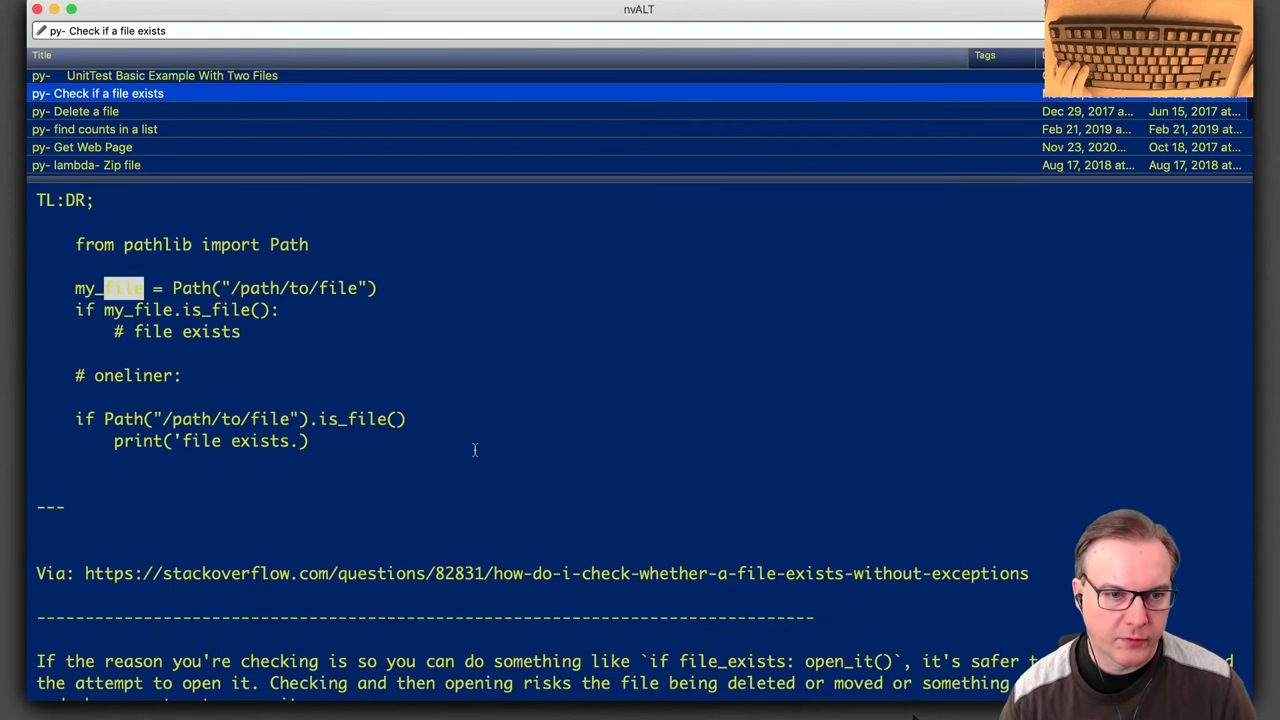 nvALT
py- Check if a file exists
Title Tags
py- UnitTest Basic Example With Two Files
py- Check if a file exists
py- Delete a file Dec 29, 2017 a... Jun 15, 2017 at...
py- find counts in a list Feb 21, 2019 a... Feb 21, 2019 at...
py- Get Web Page Nov 23, 2020... Oct 18, 2017 at...
py- lambda- Zip file Aug 17, 2018 at... Aug 17, 2018 at...
TL:DR;
from pathlib import Path
my_file = Path("/path/to/file")
if my_file.is_file():
# file exists
# oneliner:
if Path("/path/to/file").is_file()
print('file exists.)
---
Via: https://stackoverflow.com/questions/82831/how-do-i-check-whether-a-file-exists-without-exceptions
--------------------------------------------------------------------------------
If the reason you're checking is so you can do something like `if file_exists: open_it()`, it's safer
the attempt to open it. Checking and then opening risks the file being deleted or moved or something